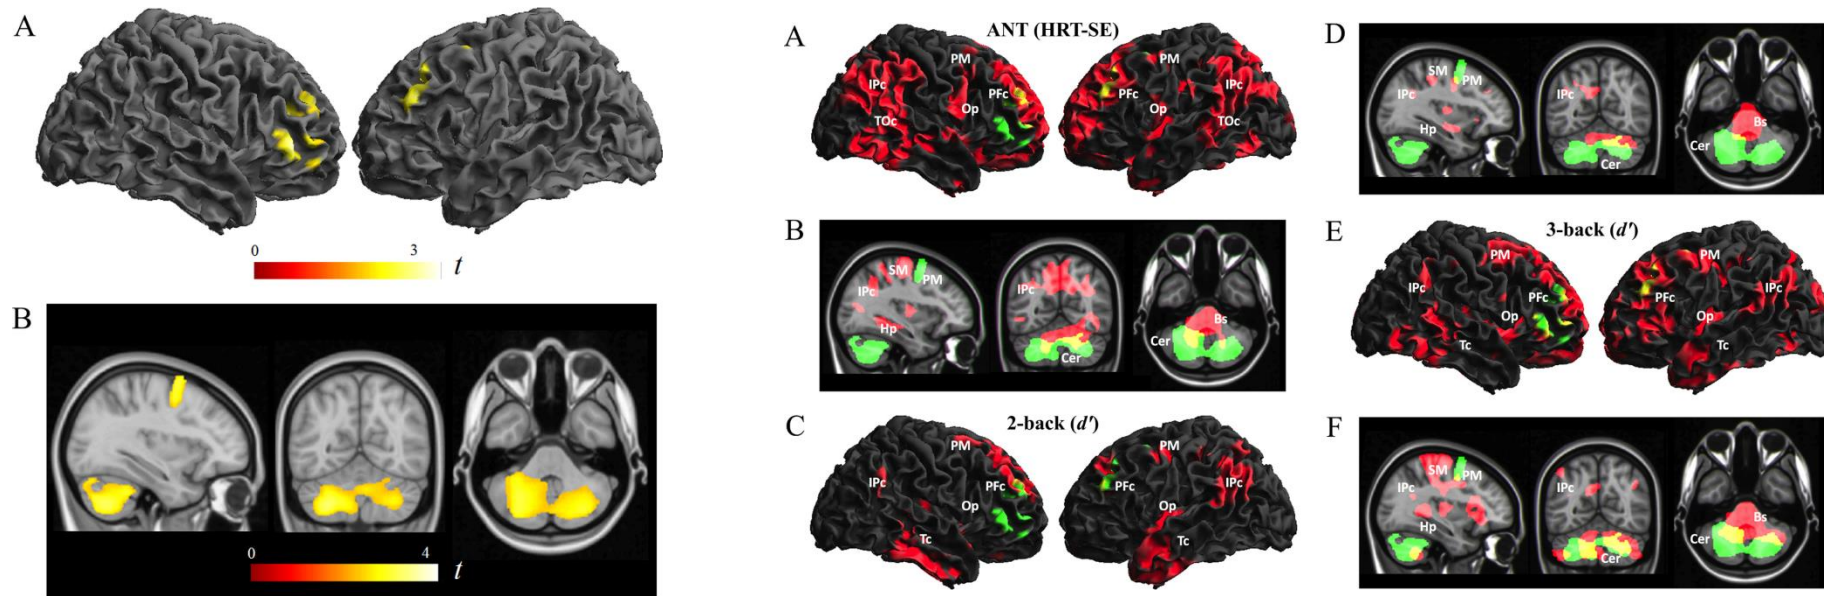 A
0 3 t
B
0 4 t
A
ANT (HRT-SE)
PM PM
IPc PFc PFc IPc
Op Op
TOc TOc
B
SM PM
IPc IPc
Hp Bs
Cer Cer
C
2-back (d')
PM PM
IPc PFc PFc IPc
Op Op
Tc Tc
D
SM PM
IPc
Hp Bs
Cer Cer
E
3-back (d')
PM PM
IPc PFc PFc IPc
Op Op
Tc Tc
F
SM PM
IPc IPc
Hp Bs
Cer Cer